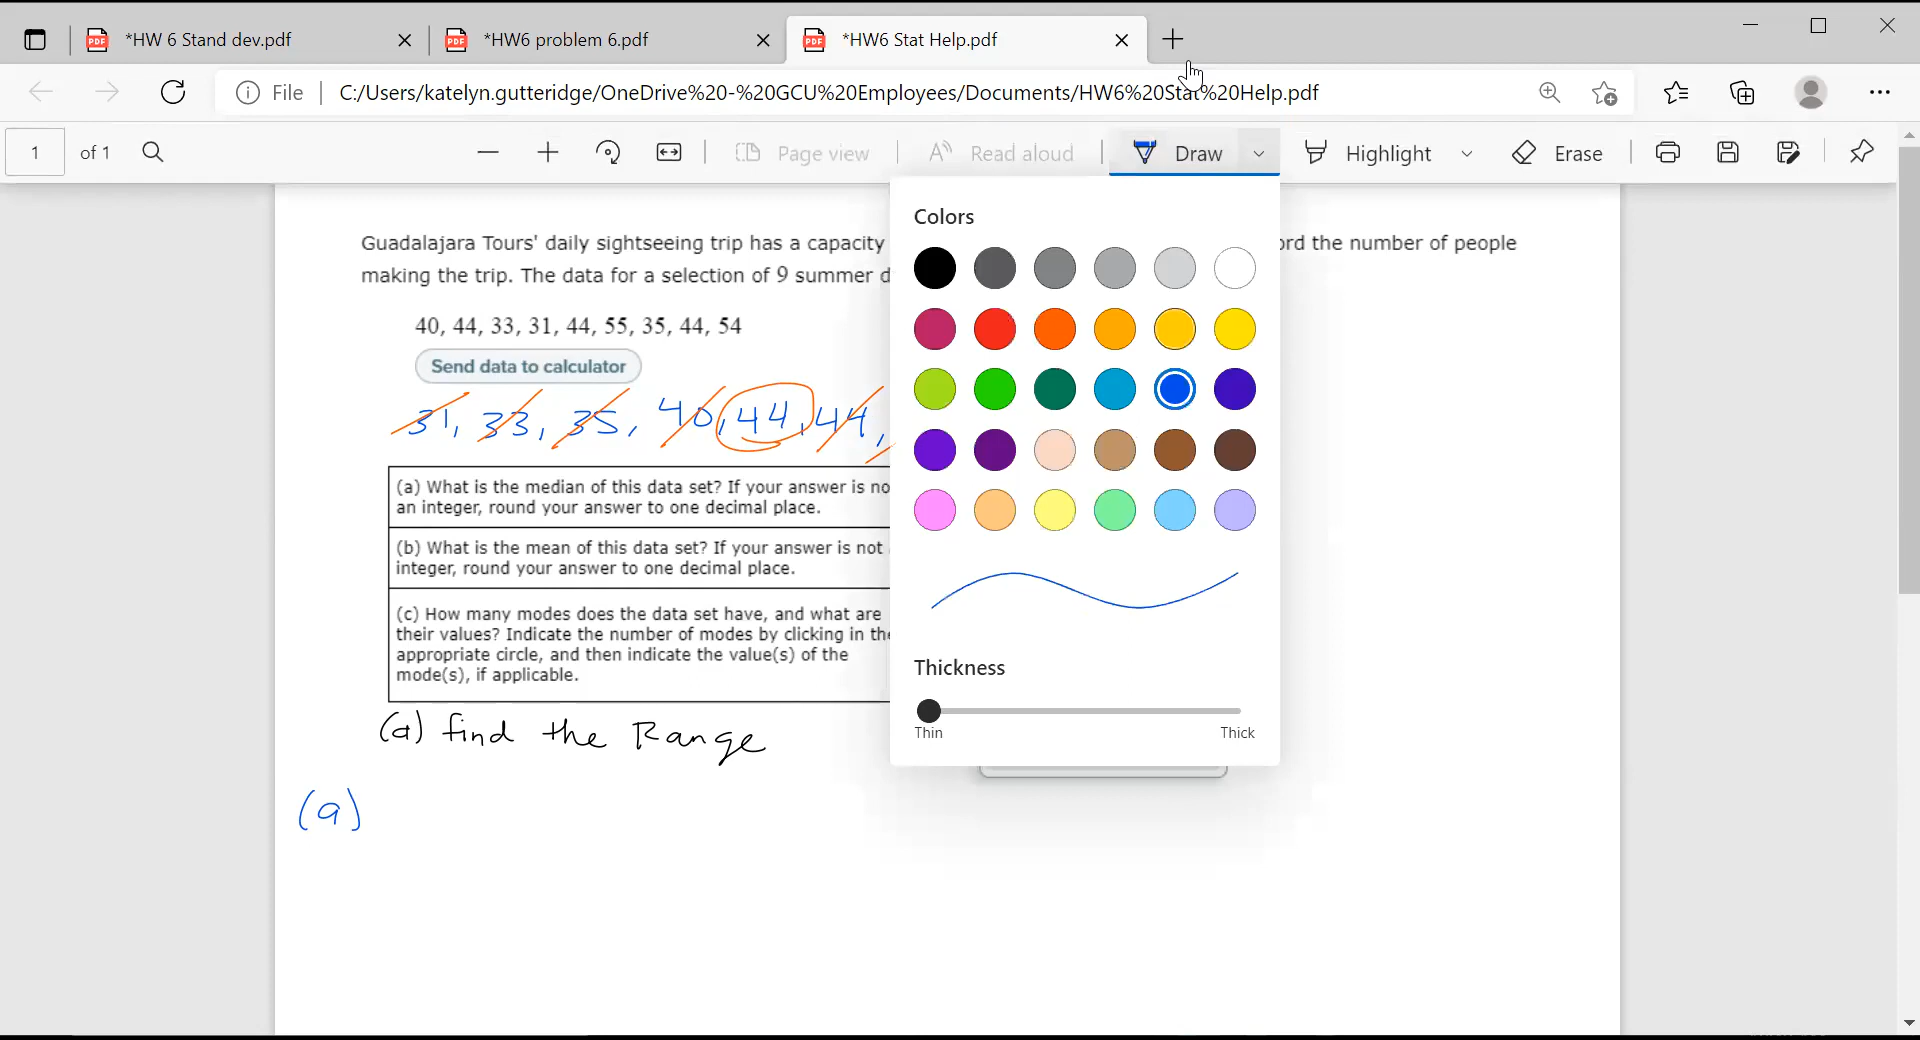 *HW 6 Stand dev.pdf
*HW6 problem 6.pdf
*HW6 Stat Help.pdf
File
C:/Users/katelyn.gutteridge/OneDrive%20-%20GCU%20Employees/Documents/HW6%20Stat%20Help.pdf
1 of 1
Page view
Read aloud
Draw
Highlight
Erase
Guadalajara Tours' daily sightseeing trip has a capacity
ord the number of people
making the trip. The data for a selection of 9 summer d
40, 44, 33, 31, 44, 55, 35, 44, 54
Send data to calculator
31, 33, 35, 40, 44, 44,
(a) What is the median of this data set? If your answer is no
an integer, round your answer to one decimal place.
(b) What is the mean of this data set? If your answer is not
integer, round your answer to one decimal place.
(c) How many modes does the data set have, and what are
their values? Indicate the number of modes by clicking in the
appropriate circle, and then indicate the value(s) of the
mode(s), if applicable.
(d) find the Range
(a)
Colors
Thickness
Thin
Thick